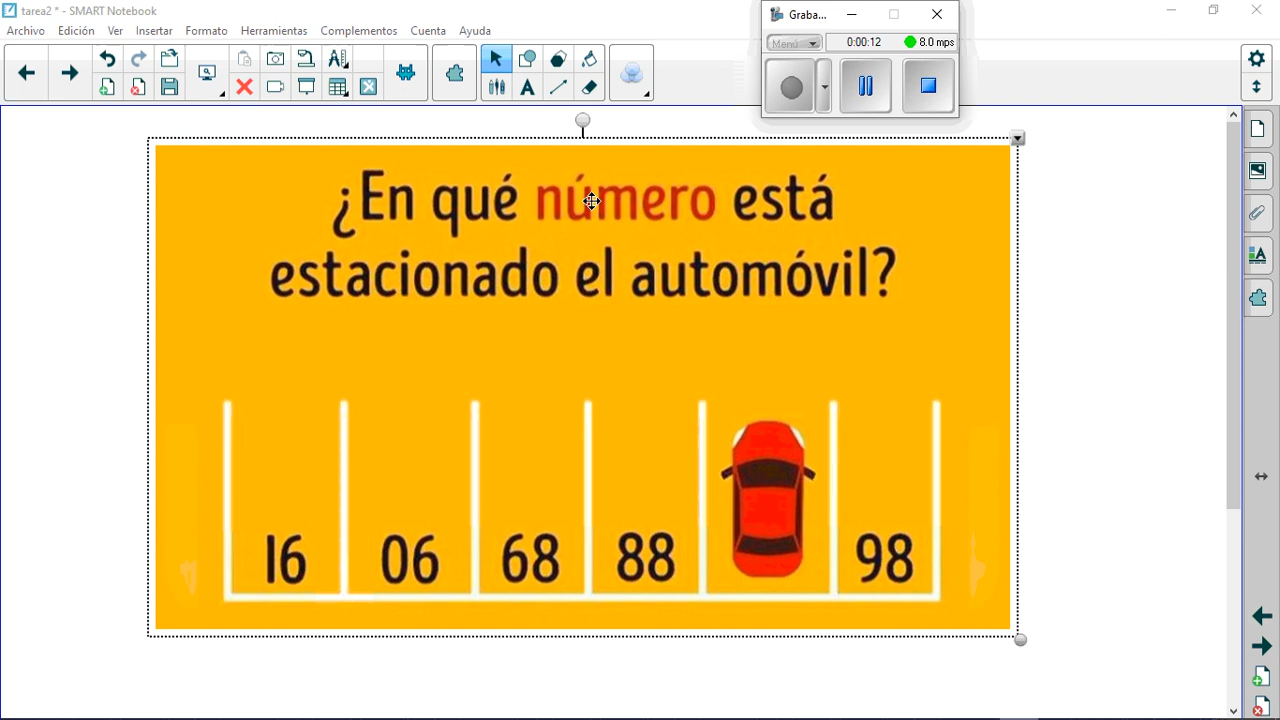 tarea2 * - SMART Notebook
Graba...
Archivo Edición Ver Insertar Formato Herramientas Complementos Cuenta Ayuda
Menú 0:00:12 8.0 mps
¿En qué número está
estacionado el automóvil?
16 06 68 88 98